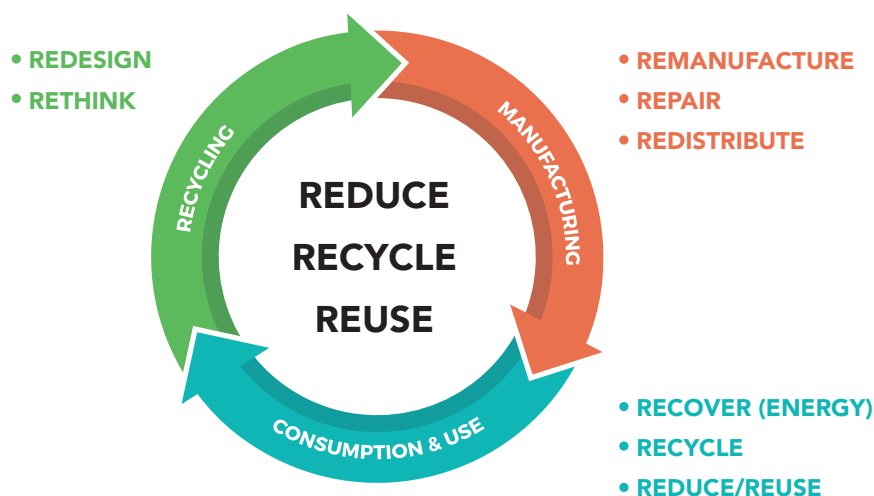 • REDESIGN
• RETHINK
• REMANUFACTURE
• REPAIR
• REDISTRIBUTE
RECYCLING
MANUFACTURING
REDUCE
RECYCLE
REUSE
CONSUMPTION & USE
• RECOVER (ENERGY)
• RECYCLE
• REDUCE/REUSE